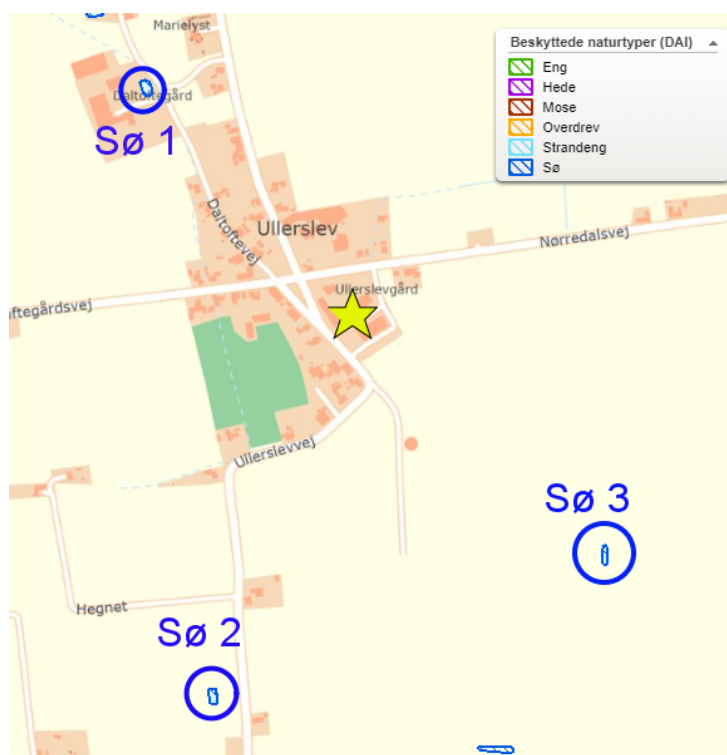 Marielyst
Beskyttede naturtyper (DAI)
Eng
Hede
Mose
Overdrev
Strandeng
Sø
Daltoftegård
Sø 1
Daltoftevej
Ullerslev
Nørredalsvej
Ullerslevgård
ftegårdsvej
Ullerslevvej
Sø 3
Hegnet
Sø 2